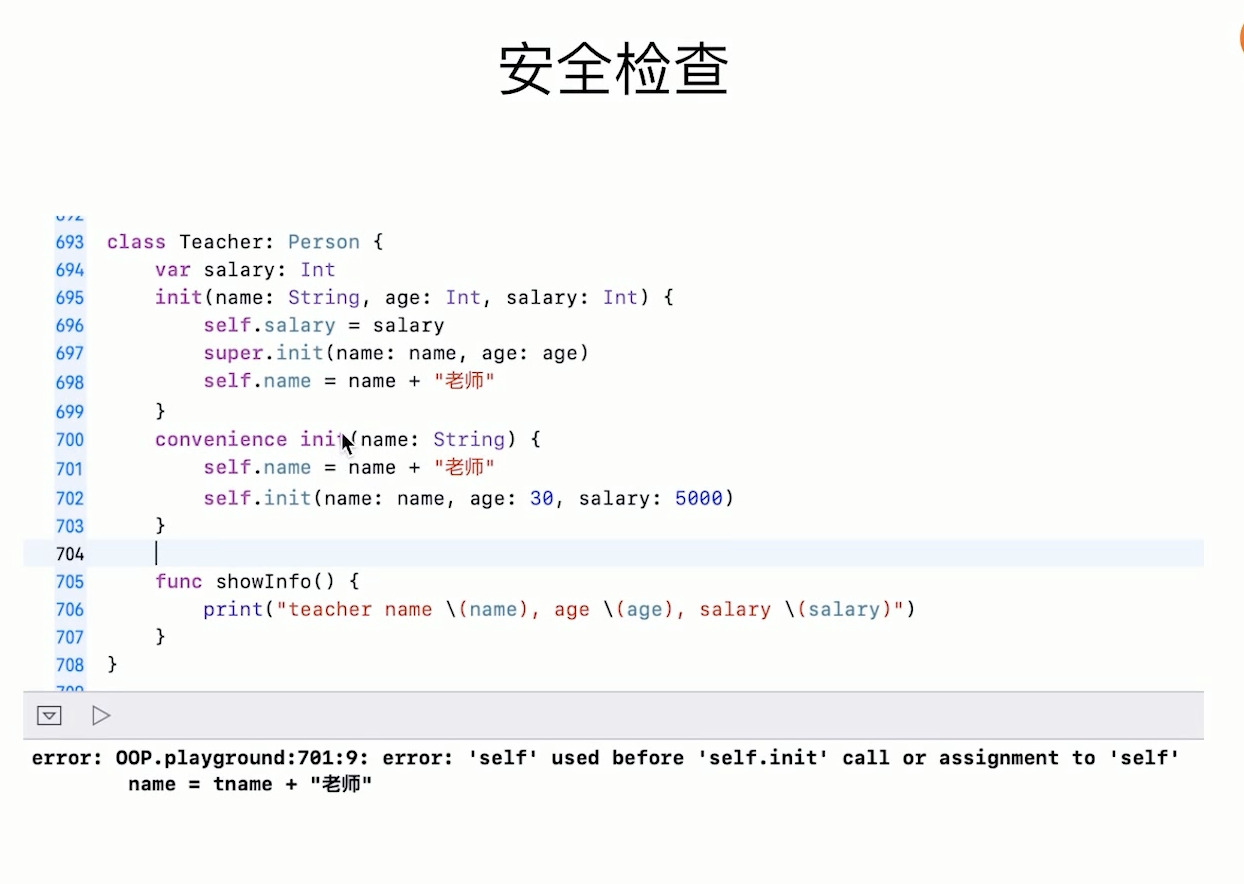 安全检查
693 class Teacher: Person {
694 var salary: Int
695 init(name: String, age: Int, salary: Int) {
696 self.salary = salary
697 super.init(name: name, age: age)
698 self.name = name + "老师"
699 }
700 convenience init(name: String) {
701 self.name = name + "老师"
702 self.init(name: name, age: 30, salary: 5000)
703 }
704
705 func showInfo() {
706 print("teacher name \(name), age \(age), salary \(salary)")
707 }
708 }
error: OOP.playground:701:9: error: 'self' used before 'self.init' call or assignment to 'self'
name = tname + "老师"